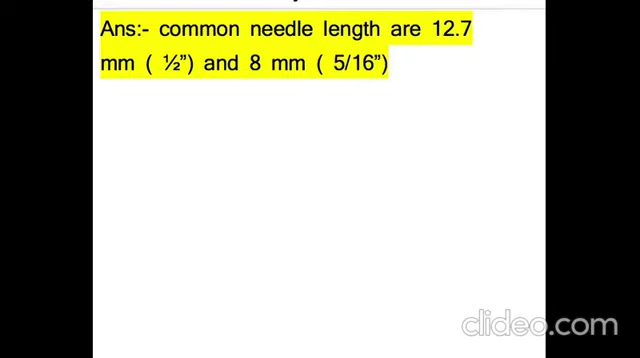 Ans:- common needle length are 12.7
mm ( ½”) and 8 mm ( 5/16”)
clideo.com